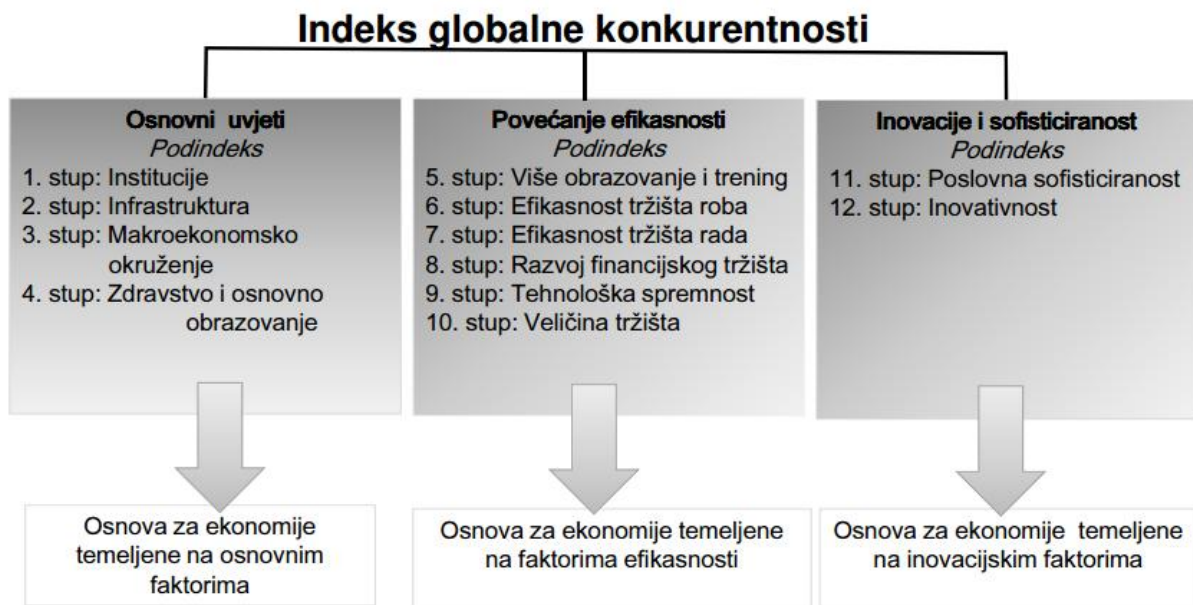 Indeks globalne konkurentnosti
Osnovni uvjeti
Podindeks
1. stup: Institucije
2. stup: Infrastruktura
3. stup: Makroekonomsko
okruženje
4. stup: Zdravstvo i osnovno
obrazovanje
Povećanje efikasnosti
Podindeks
5. stup: Više obrazovanje i trening
6. stup: Efikasnost tržišta roba
7. stup: Efikasnost tržišta rada
8. stup: Razvoj financijskog tržišta
9. stup: Tehnološka spremnost
10. stup: Veličina tržišta
Inovacije i sofisticiranost
Podindeks
11. stup: Poslovna sofisticiranost
12. stup: Inovativnost
Osnova za ekonomije
temeljene na osnovnim
faktorima
Osnova za ekonomije temeljene
na faktorima efikasnosti
Osnova za ekonomije temeljene
na inovacijskim faktorima